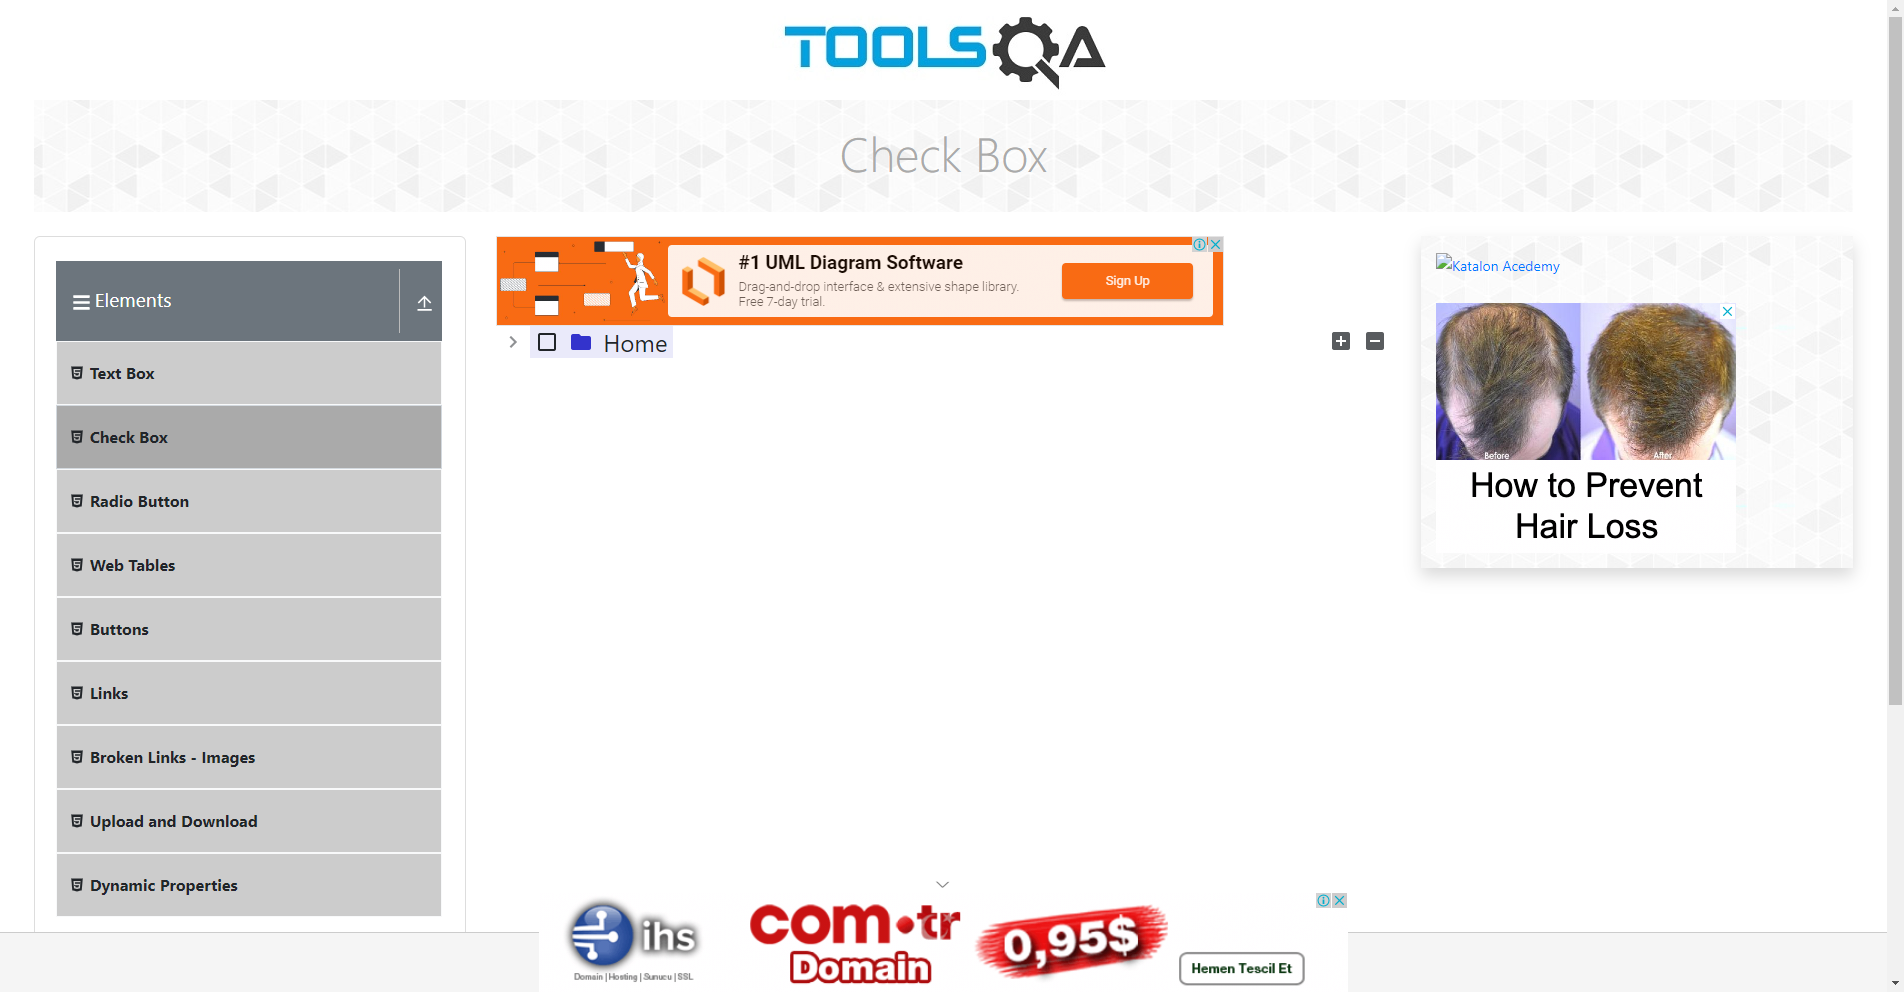 TOOLSQA
Check Box
Elements
Text Box
Check Box
Radio Button
Web Tables
Buttons
Links
Broken Links - Images
Upload and Download
Dynamic Properties
#1 UML Diagram Software
Drag-and-drop interface & extensive shape library.
Free 7-day trial.
Sign Up
Home
Katalon Acedemy
Before
After
How to Prevent
Hair Loss
ihs
Domain | Hosting | Sunucu | SSL
com.tr
Domain
0,95$
Hemen Tescil Et